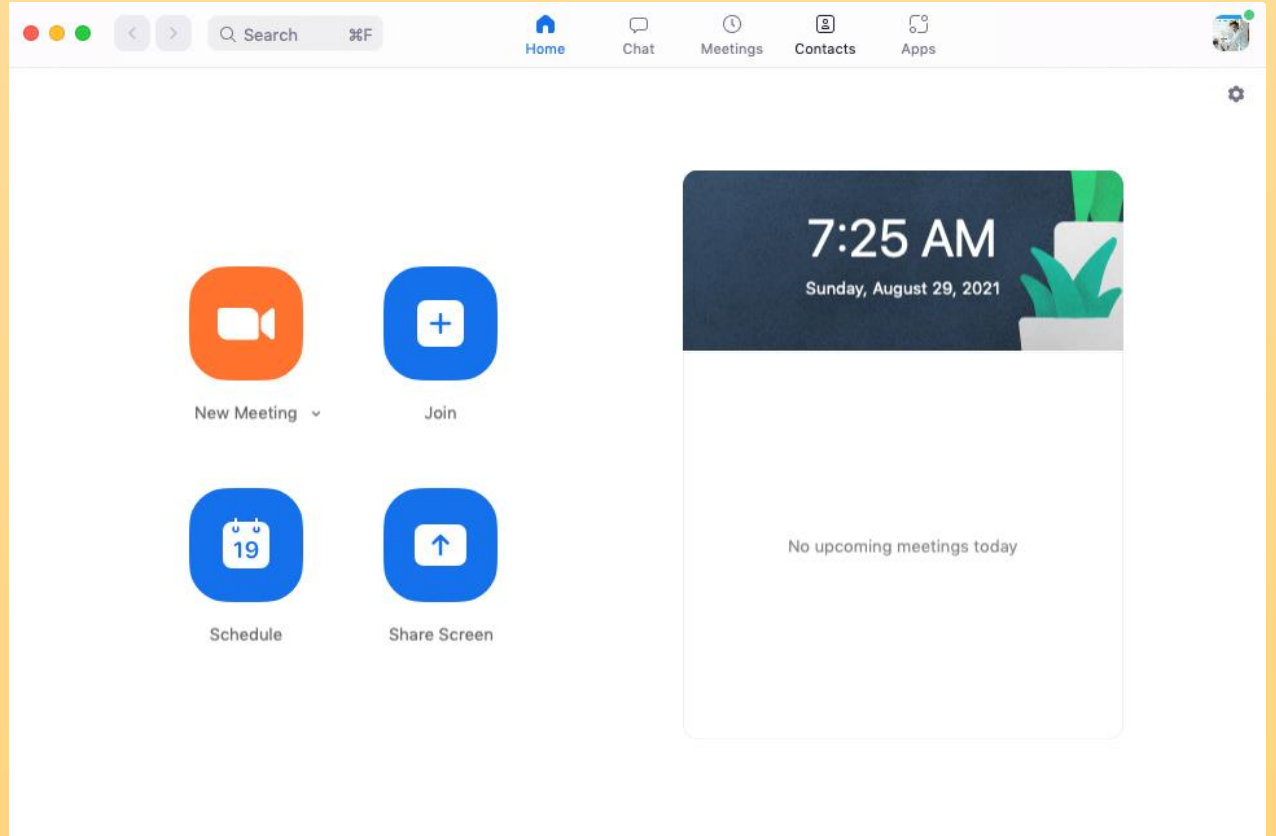 Search ⌘F
Home Chat Meetings Contacts Apps
7:25 AM
Sunday, August 29, 2021
New Meeting Join
19
No upcoming meetings today
Schedule Share Screen